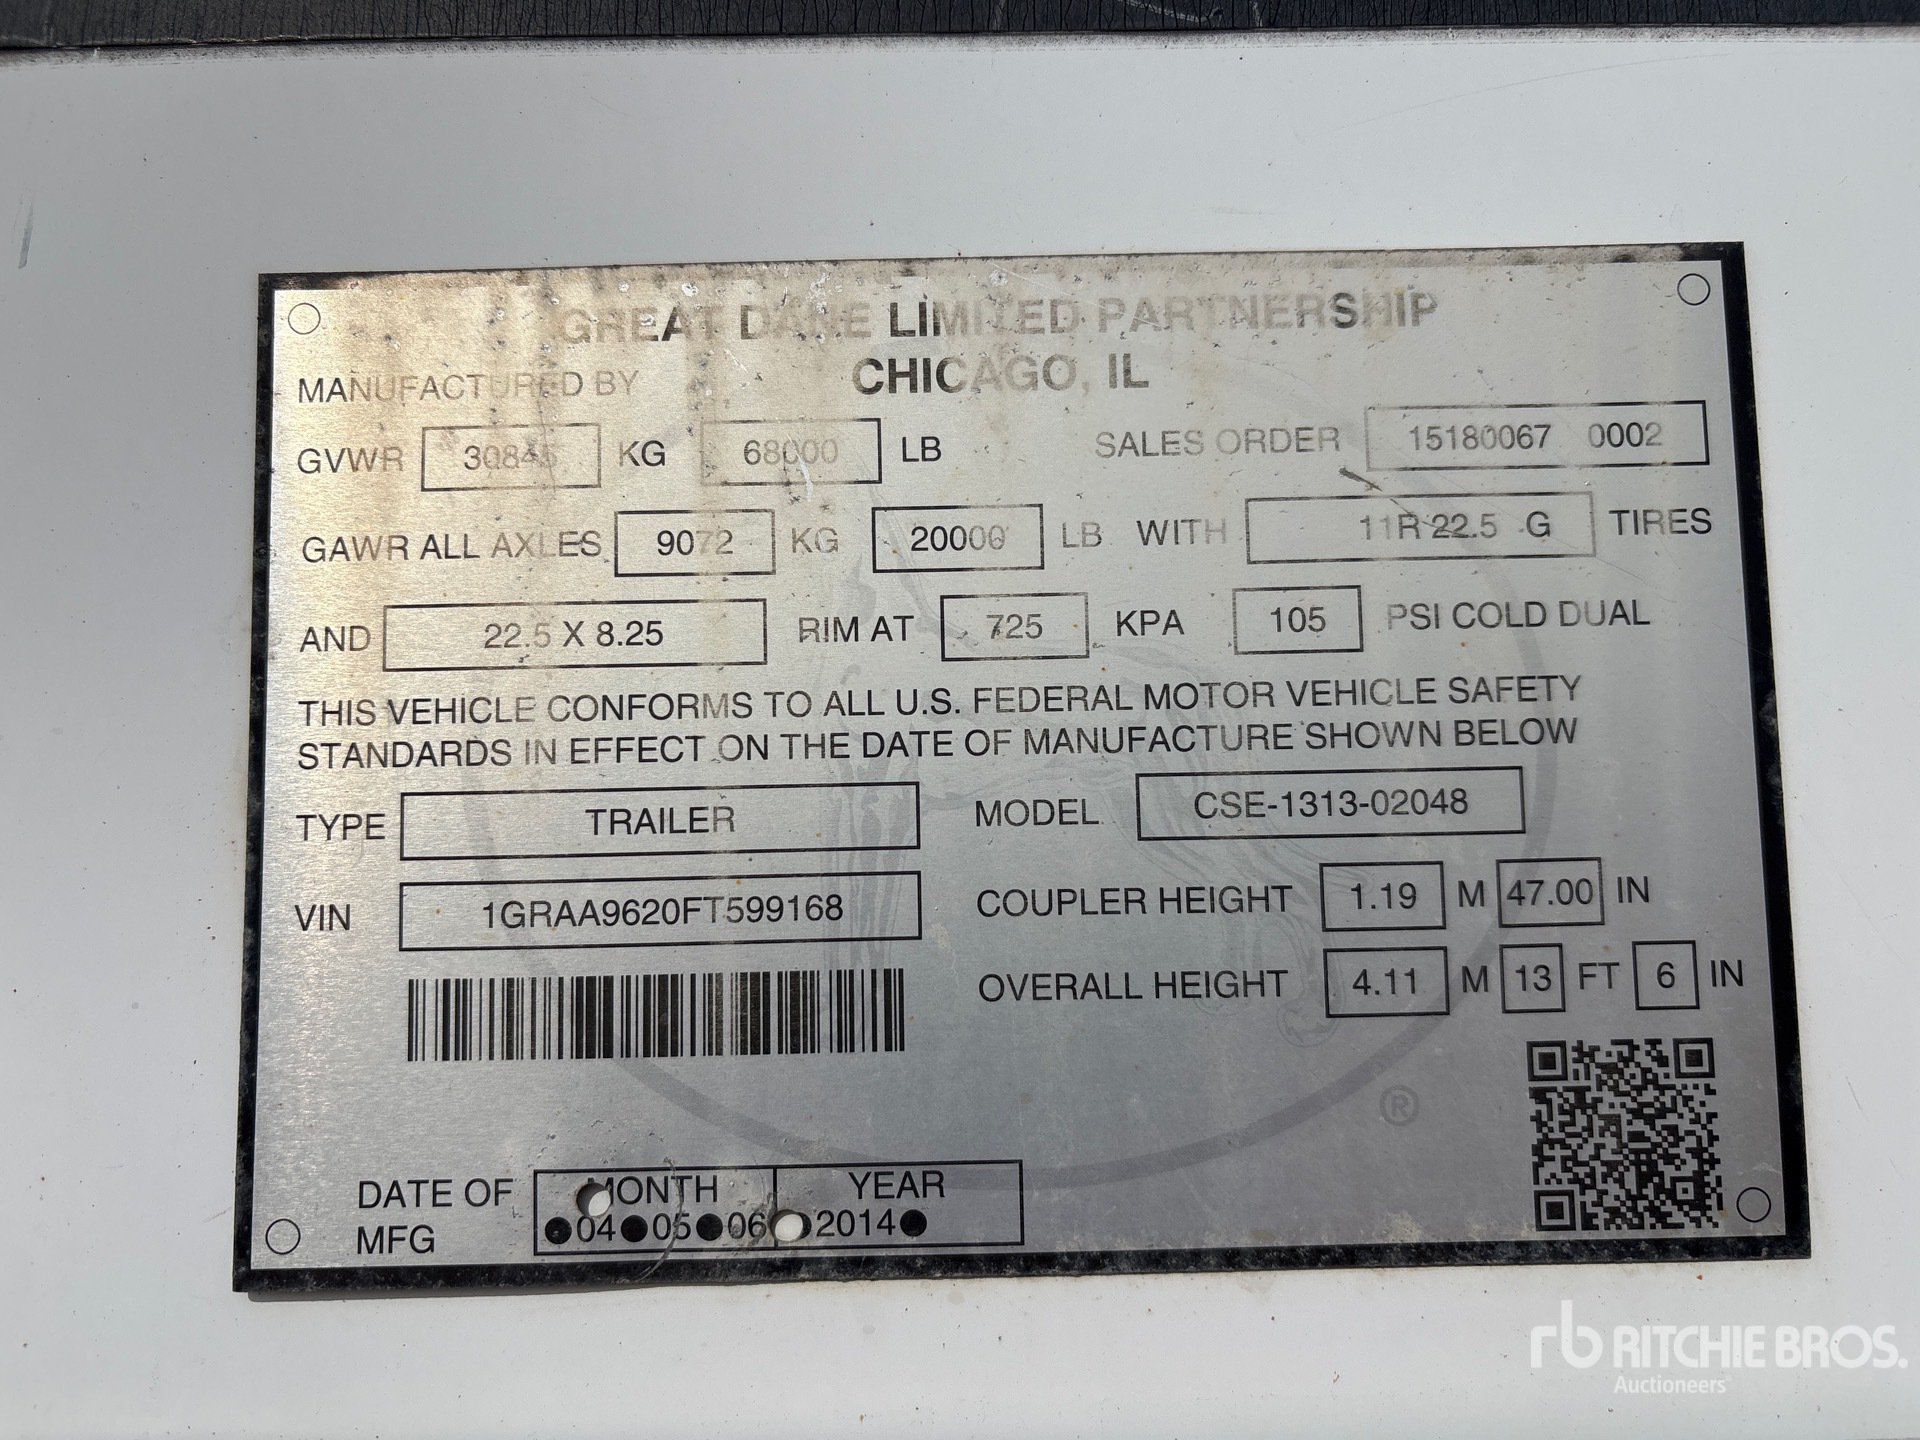 GREAT DANE LIMITED PARTNERSHIP
MANUFACTURED BY CHICAGO, IL
GVWR 30845 KG 68000 LB SALES ORDER 15180067 0002
GAWR ALL AXLES 9072 KG 20000 LB WITH 11R 22.5 G TIRES
AND 22.5 X 8.25 RIM AT 725 KPA 105 PSI COLD DUAL
THIS VEHICLE CONFORMS TO ALL U.S. FEDERAL MOTOR VEHICLE SAFETY
STANDARDS IN EFFECT ON THE DATE OF MANUFACTURE SHOWN BELOW
TYPE TRAILER MODEL CSE-1313-02048
VIN 1GRAA9620FT599168 COUPLER HEIGHT 1.19 M 47.00 IN
OVERALL HEIGHT 4.11 M 13 FT 6 IN
®
DATE OF MONTH YEAR
MFG ●04●05●06●2014●
rb RITCHIE BROS.
Auctioneers